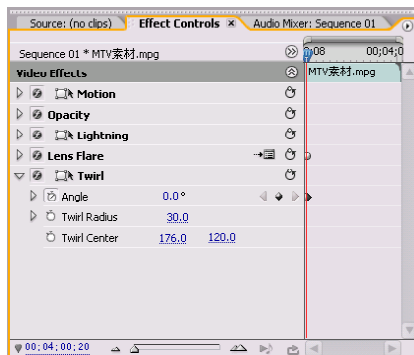 Source: (no clips) Effect Controls Audio Mixer: Sequence 01
Sequence 01 * MTV素材.mpg
;08 00;04;0
Video Effects MTV素材.mpg
Motion
Opacity
Lightning
Lens Flare
Twirl
Angle 0.0°
Twirl Radius 30.0
Twirl Center 176.0 120.0
00;04;00;20